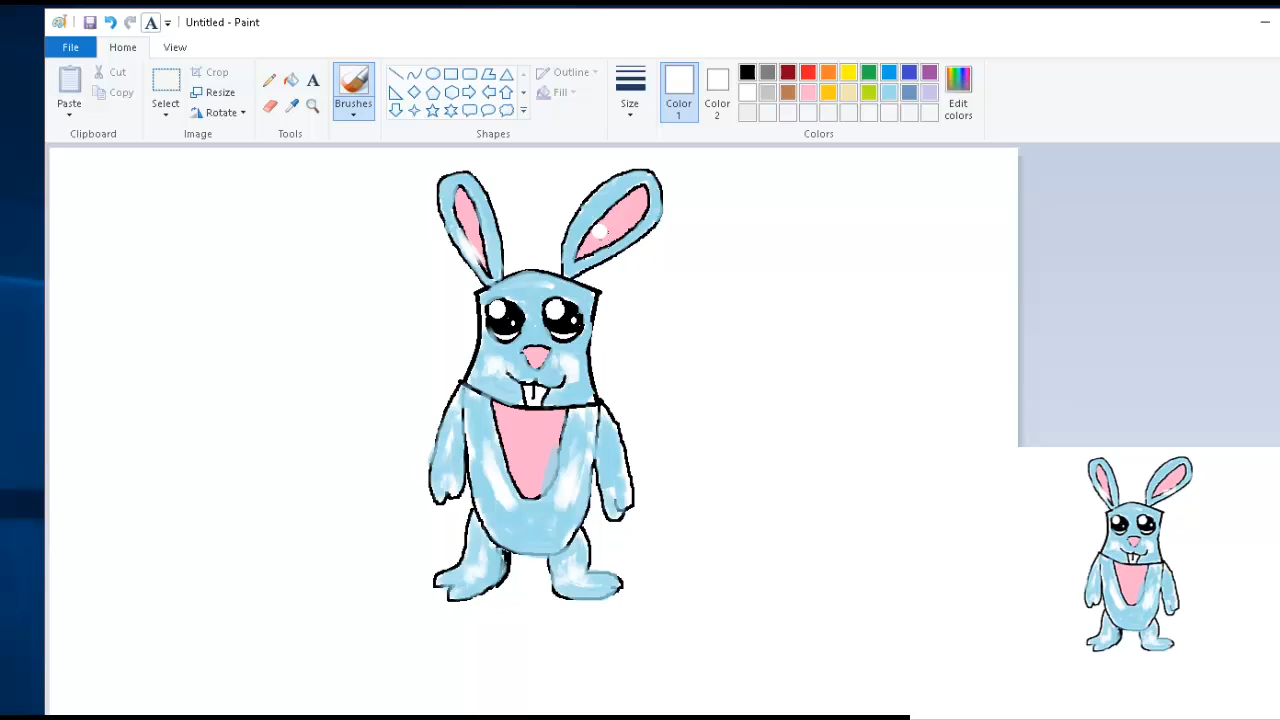 A Untitled - Paint
File Home View
Paste Cut Copy
Clipboard
Select Crop Resize Rotate
Image
A
Tools
Brushes
Outline
Fill
Shapes
Size
Color 1
Color 2
Edit colors
Colors